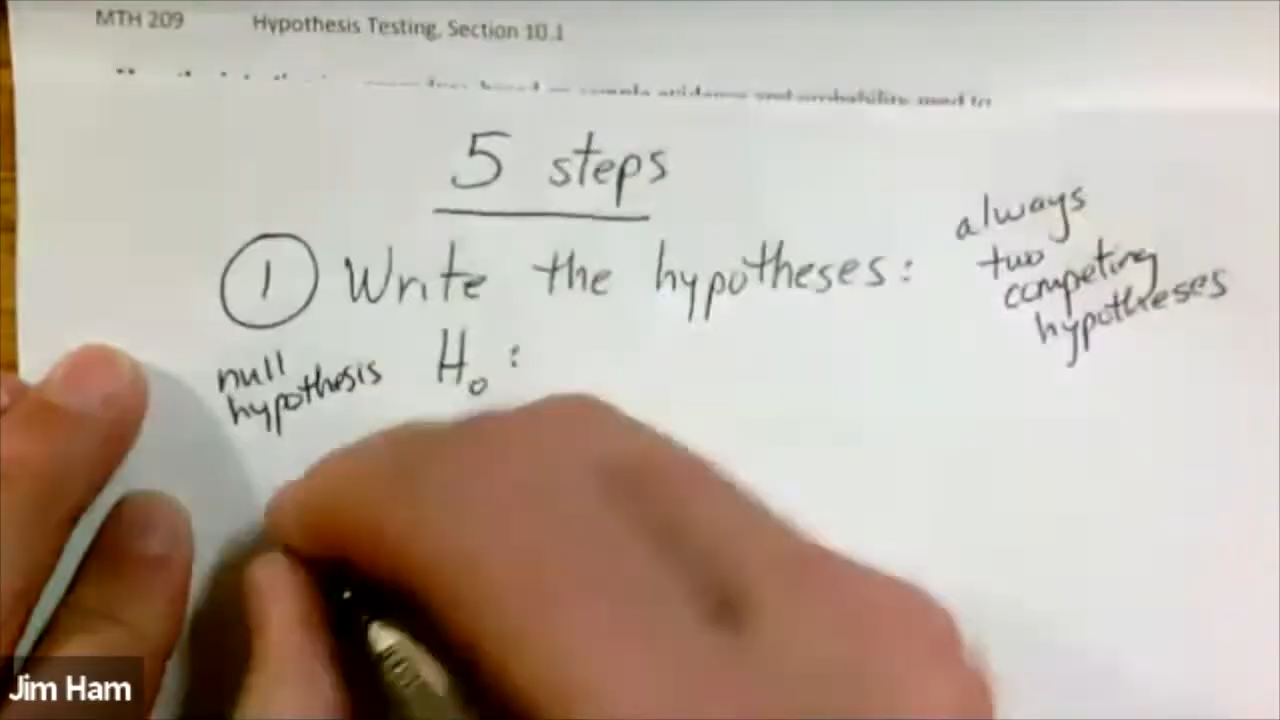 MTH 209 Hypothesis Testing, Section 10.1
5 steps
1 Write the hypotheses:
always
two
competing
hypotheses
null
hypothesis
H₀:
Jim Ham